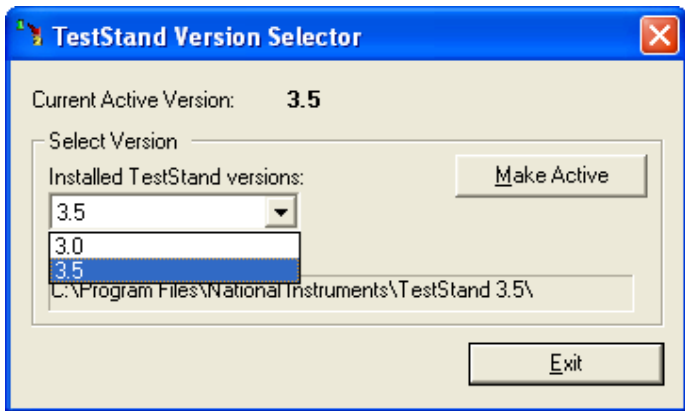 TestStand Version Selector
Current Active Version: 3.5
Select Version
Installed TestStand versions:
Make Active
3.5
3.0
3.5
C:\Program Files\National Instruments\TestStand 3.5\
Exit